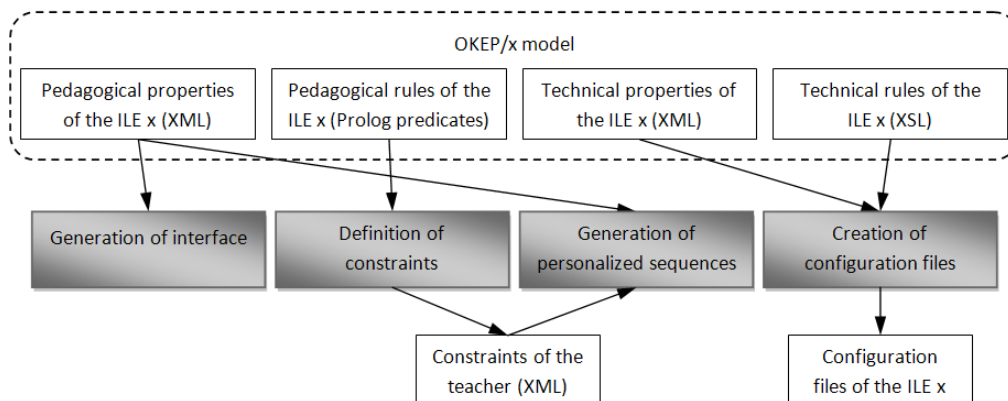 OKEP/x model
Pedagogical properties
of the ILE x (XML)
Pedagogical rules of the
ILE x (Prolog predicates)
Technical properties of
the ILE x (XML)
Technical rules of the
ILE x (XSL)
Generation of interface
Definition of
constraints
Generation of
personalized sequences
Creation of
configuration files
Constraints of the
teacher (XML)
Configuration
files of the ILE x